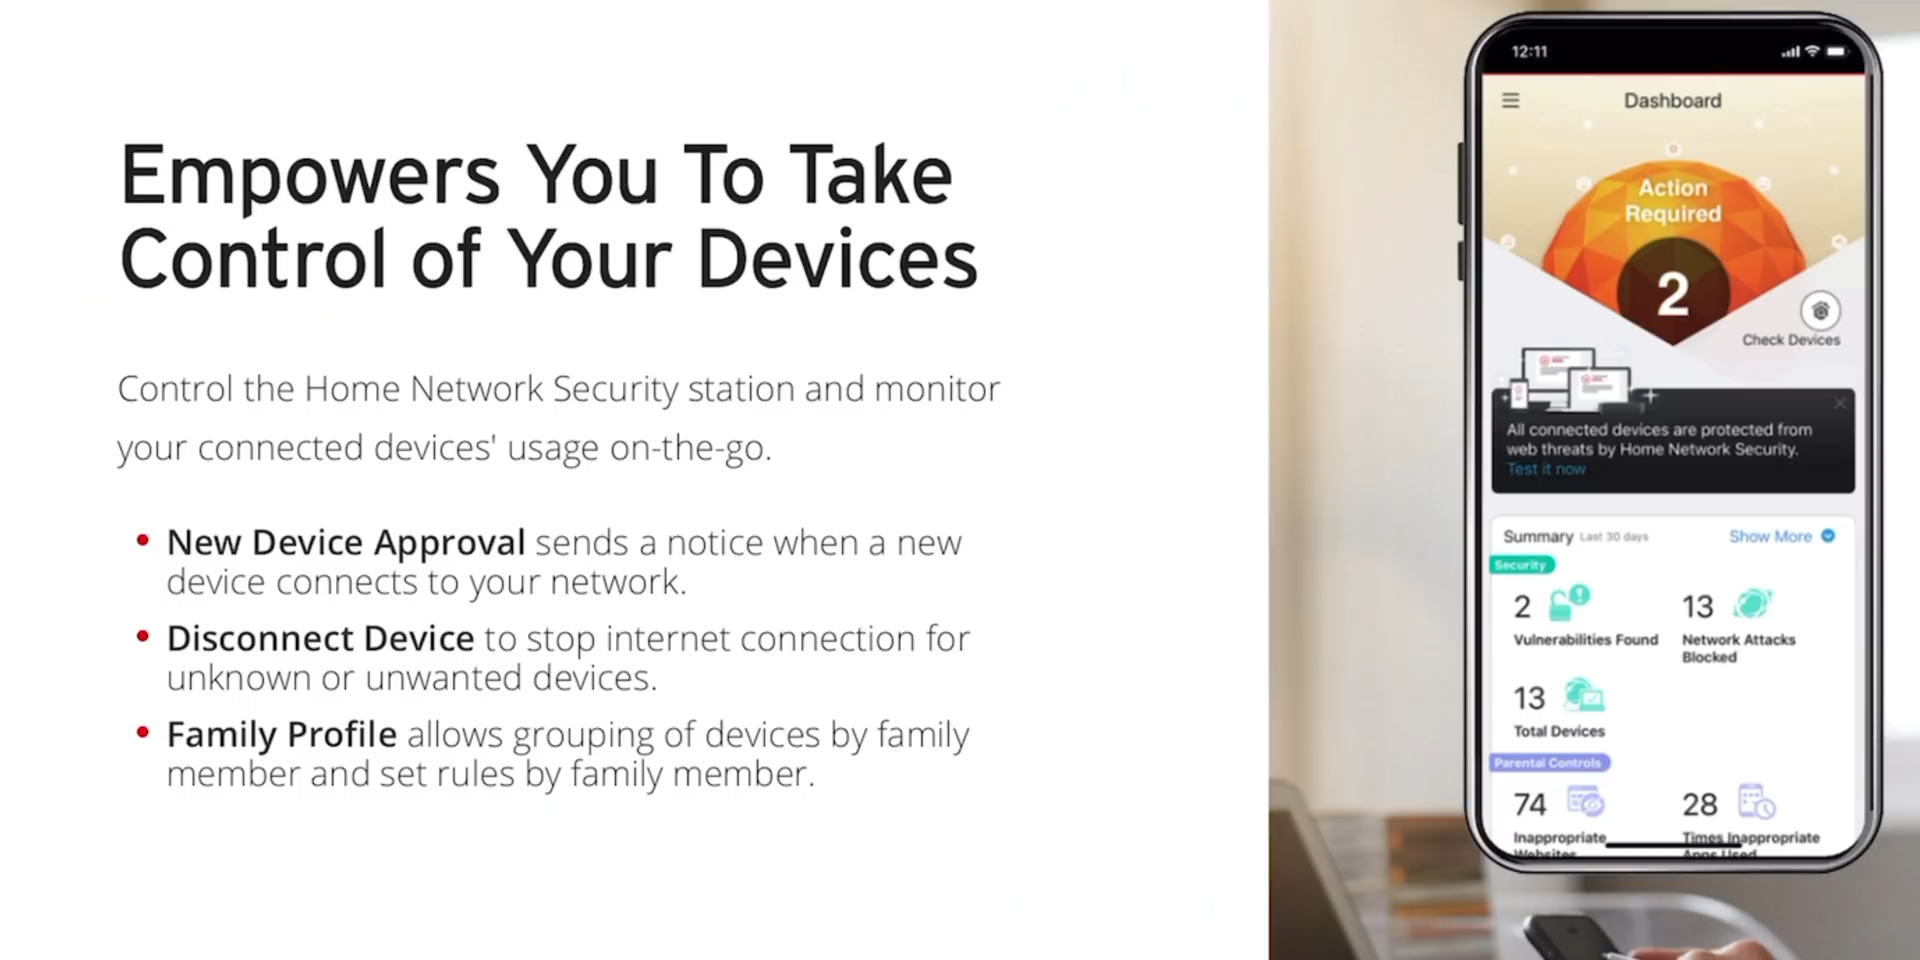 Empowers You To Take
Control of Your Devices
Control the Home Network Security station and monitor
your connected devices' usage on-the-go.
• New Device Approval sends a notice when a new
device connects to your network.
• Disconnect Device to stop internet connection for
unknown or unwanted devices.
• Family Profile allows grouping of devices by family
member and set rules by family member.
12:11
Dashboard
Action
Required
2
Check Devices
All connected devices are protected from
web threats by Home Network Security.
Test it now
Summary Last 30 days Show More
Security
2 13
Vulnerabilities Found Network Attacks
Blocked
13
Total Devices
Parental Controls
74 28
Inappropriate Times Inappropriate
Websites Apps Used